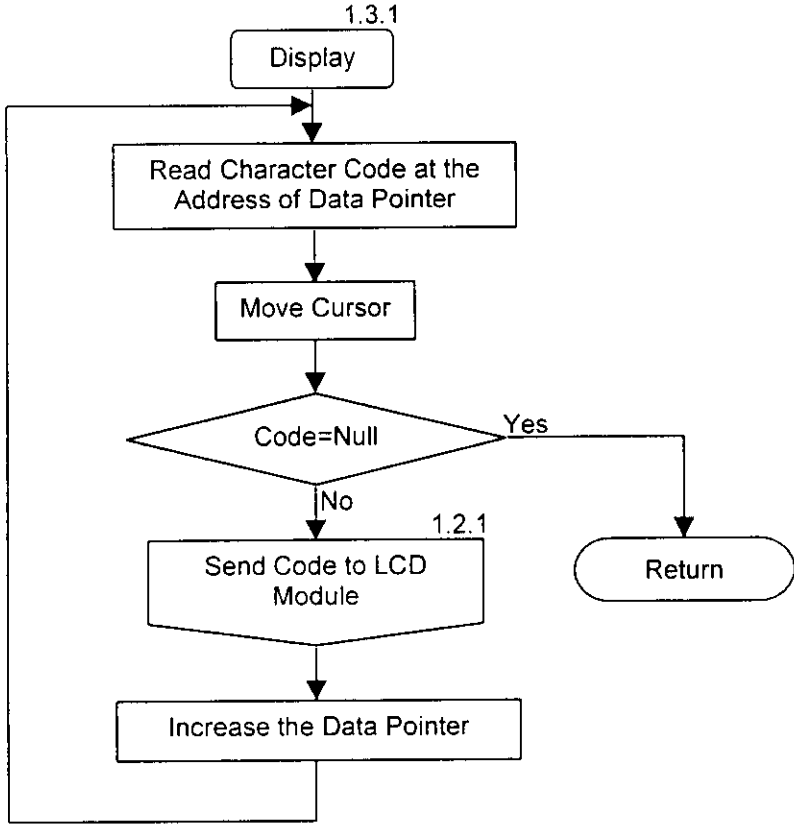 1.3.1
Display
Read Character Code at the
Address of Data Pointer
Move Cursor
Code=Null
Yes
No
1.2.1
Send Code to LCD
Module
Return
Increase the Data Pointer